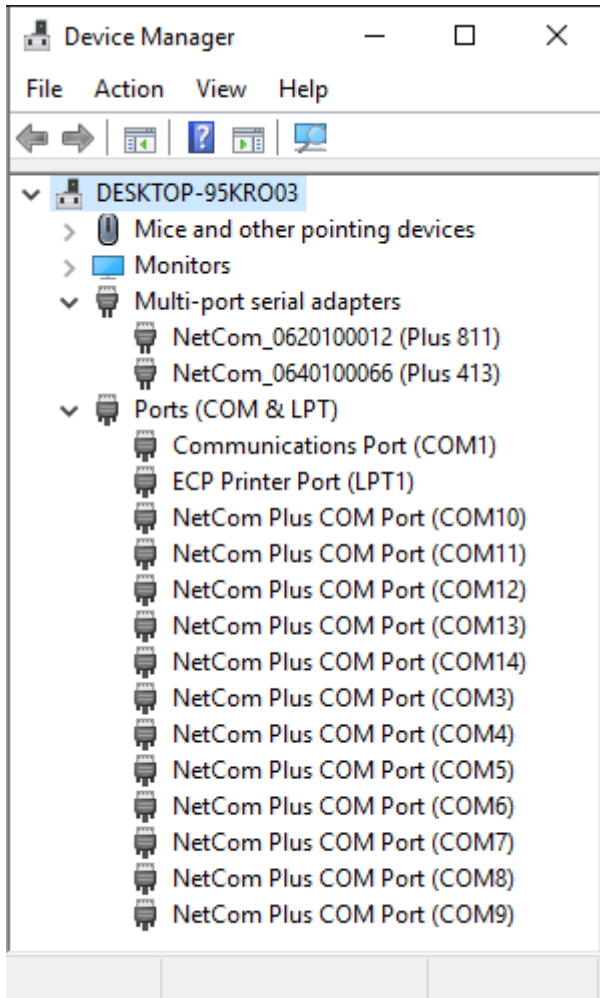 Device Manager
File Action View Help
DESKTOP-95KRO03
Mice and other pointing devices
Monitors
Multi-port serial adapters
NetCom_0620100012 (Plus 811)
NetCom_0640100066 (Plus 413)
Ports (COM & LPT)
Communications Port (COM1)
ECP Printer Port (LPT1)
NetCom Plus COM Port (COM10)
NetCom Plus COM Port (COM11)
NetCom Plus COM Port (COM12)
NetCom Plus COM Port (COM13)
NetCom Plus COM Port (COM14)
NetCom Plus COM Port (COM3)
NetCom Plus COM Port (COM4)
NetCom Plus COM Port (COM5)
NetCom Plus COM Port (COM6)
NetCom Plus COM Port (COM7)
NetCom Plus COM Port (COM8)
NetCom Plus COM Port (COM9)